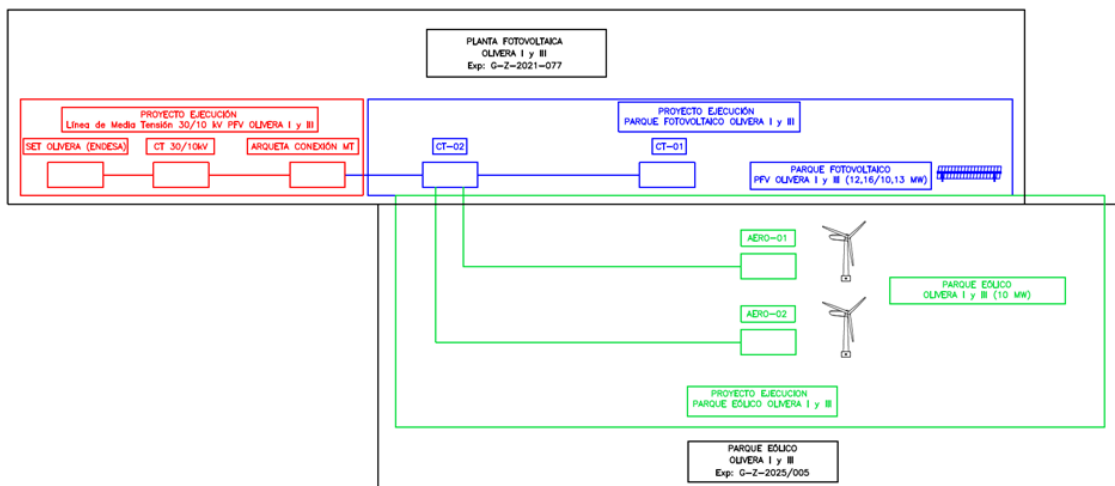 PLANTA FOTOVOLTAICA
OLIVERA I y III
Exp: G-Z-2021-077
PROYECTO EJECUCIÓN
Línea de Media Tensión 30/10 kV PFV OLIVERA I y III
PROYECTO EJECUCIÓN
PARQUE FOTOVOLTAICO OLIVERA I y III
SET OLIVERA (ENDESA)
CT 30/10kV
ARQUETA CONEXIÓN MT
CT-02
CT-01
PARQUE FOTOVOLTAICO
PFV OLIVERA I y III (12,16/10,13 MW)
AERO-01
PARQUE EÓLICO
OLIVERA I y III (10 MW)
AERO-02
PROYECTO EJECUCION
PARQUE EÓLICO OLIVERA I y III
PARQUE EÓLICO
OLIVERA I y III
Exp: G-Z-2025/005